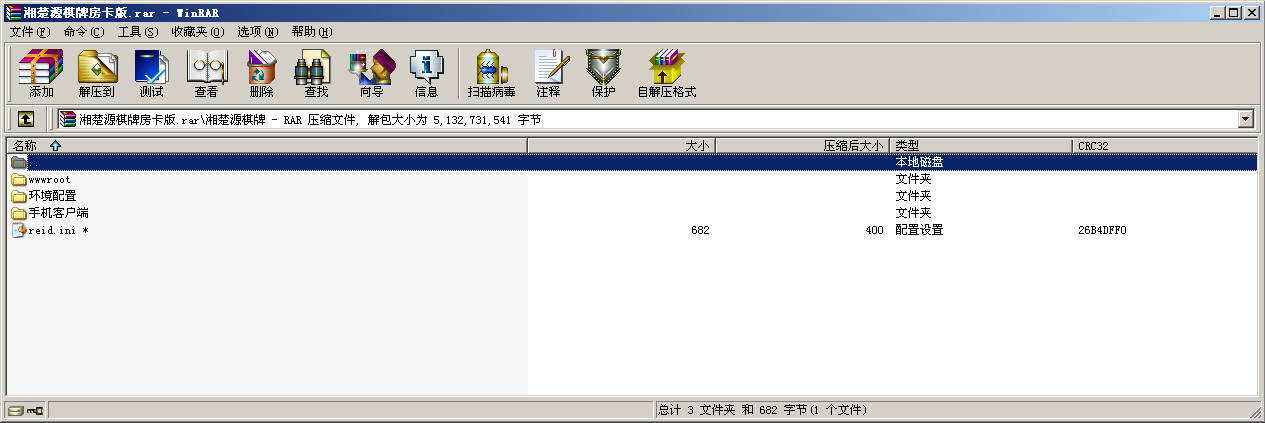 湘楚源棋牌房卡版.rar - WinRAR
文件(F) 命令(C) 工具(S) 收藏夹(O) 选项(N) 帮助(H)
添加 解压到 测试 查看 删除 查找 向导 信息 扫描病毒 注释 保护 自解压格式
湘楚源棋牌房卡版.rar\湘楚源棋牌 - RAR 压缩文件, 解包大小为 5,132,731,541 字节
名称 大小 压缩后大小 类型 CRC32
.. 本地磁盘
wwwroot 文件夹
环境配置 文件夹
手机客户端 文件夹
reid.ini * 682 400 配置设置 26B4DFF0
总计 3 文件夹 和 682 字节(1 个文件)